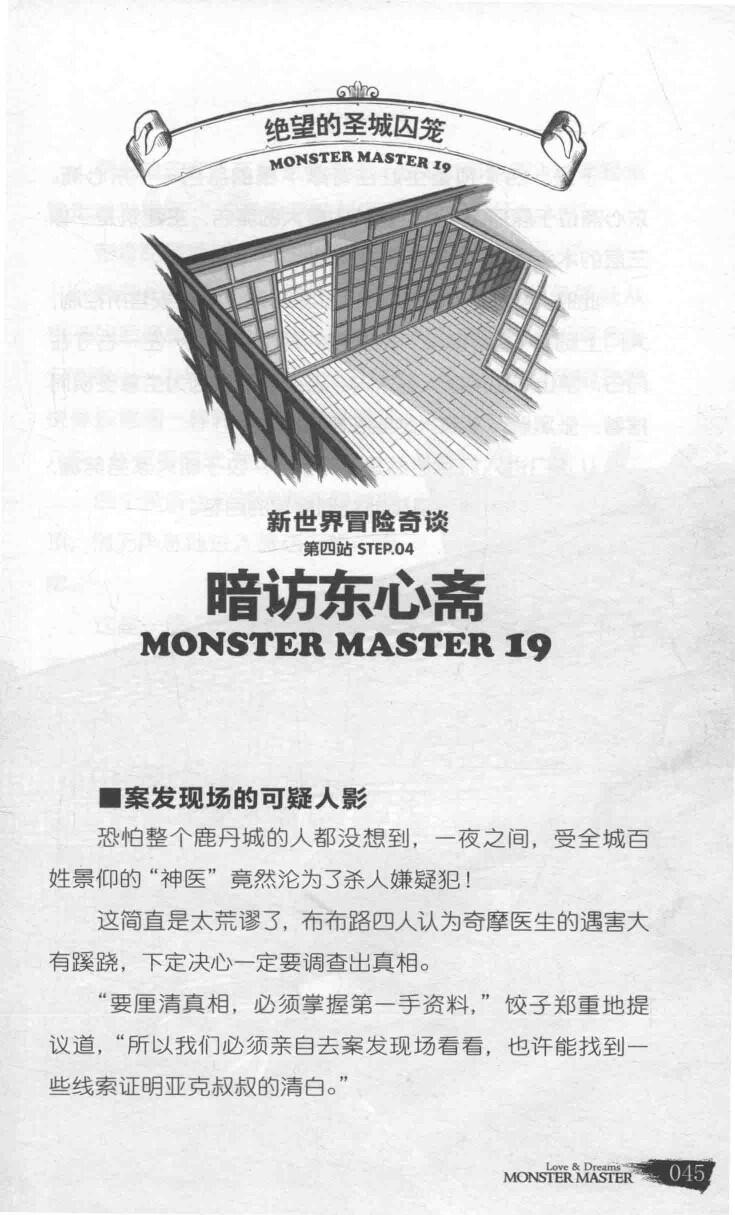 绝望的圣城囚笼
MONSTER MASTER 19
新世界冒险奇谈
第四站 STEP.04
暗访东心斋
MONSTER MASTER 19
■案发现场的可疑人影
恐怕整个鹿丹城的人都没想到，一夜之间，受全城百
姓景仰的“神医”竟然沦为了杀人嫌疑犯！
这简直是太荒谬了，布布路四人认为奇摩医生的遇害大
有蹊跷，下定决心一定要调查出真相。
“要厘清真相，必须掌握第一手资料，”饺子郑重地提
议道，“所以我们必须亲自去案发现场看看，也许能找到一
些线索证明亚克叔叔的清白。”
Love & Dreams
MONSTER MASTER 045